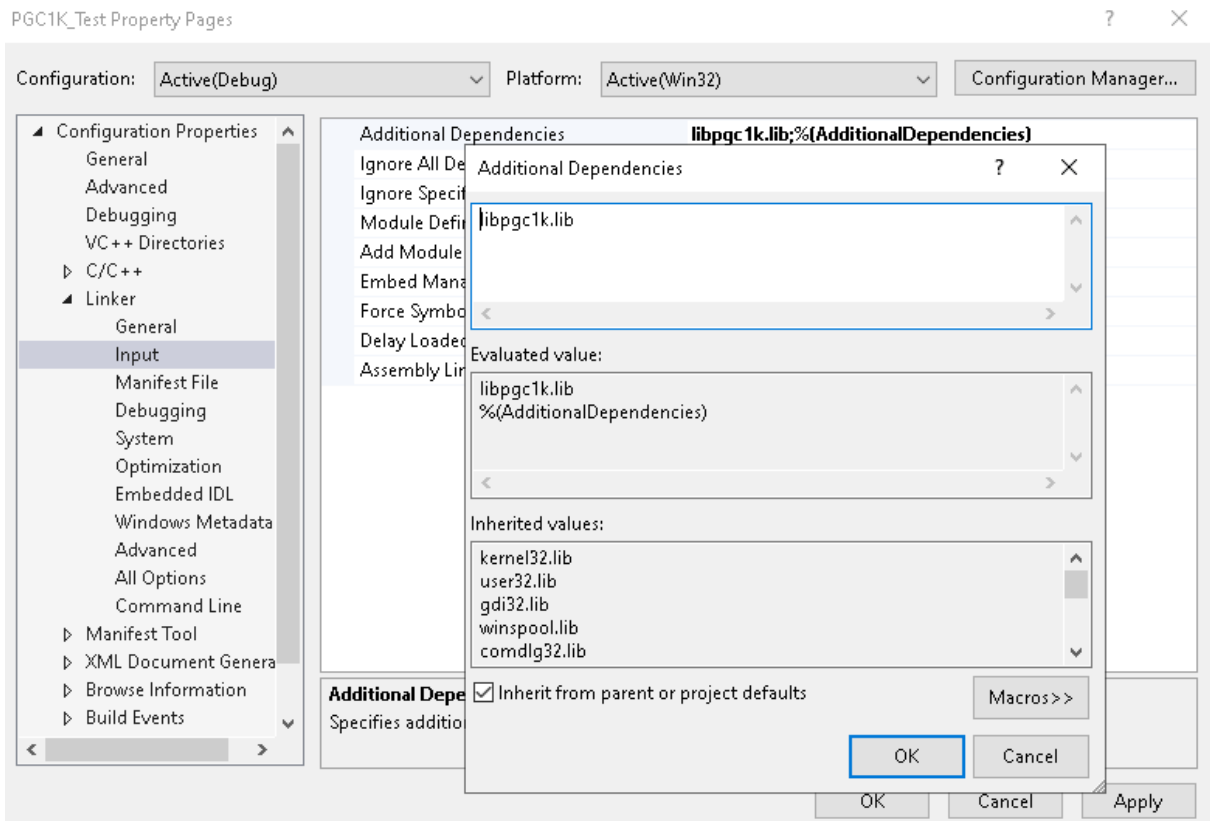 PGC1K_Test Property Pages
Configuration: Active(Debug) Platform: Active(Win32) Configuration Manager...
Configuration Properties
General
Advanced
Debugging
VC++ Directories
C/C++
Linker
General
Input
Manifest File
Debugging
System
Optimization
Embedded IDL
Windows Metadata
Advanced
All Options
Command Line
Manifest Tool
XML Document Genera
Browse Information
Build Events
Additional Dependencies libpgc1k.lib;%(AdditionalDependencies)
Ignore All De
Ignore Specif
Module Defi
Add Module
Embed Mana
Force Symbo
Delay Loaded
Assembly Lin
Additional Dependencies
libpgc1k.lib
Evaluated value:
libpgc1k.lib
%(AdditionalDependencies)
Inherited values:
kernel32.lib
user32.lib
gdi32.lib
winspool.lib
comdlg32.lib
Inherit from parent or project defaults
Macros>>
OK Cancel
Additional Depe
Specifies additio
OK Cancel Apply